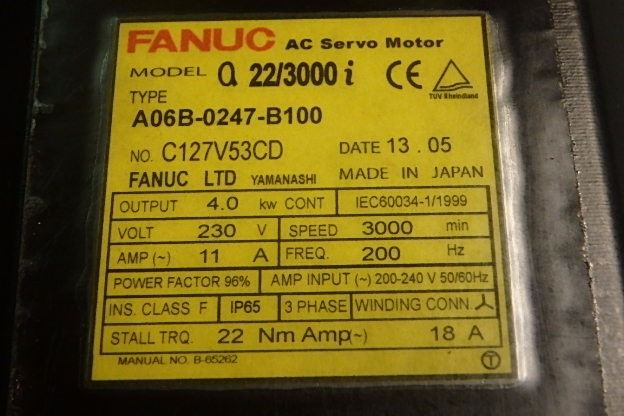 FANUC AC Servo Motor
MODEL α 22/3000 i CE TUV Rheinland
TYPE
A06B-0247-B100
NO. C127V53CD DATE 13 . 05
FANUC LTD YAMANASHI MADE IN JAPAN
OUTPUT 4.0 kw CONT IEC60034-1/1999
VOLT 230 V SPEED 3000 min
AMP (~) 11 A FREQ. 200 Hz
POWER FACTOR 96% AMP INPUT (~) 200-240 V 50/60Hz
INS. CLASS F IP65 3 PHASE WINDING CONN.
STALL TRQ. 22 Nm Amp(~) 18 A
MANUAL NO. B-65262 T